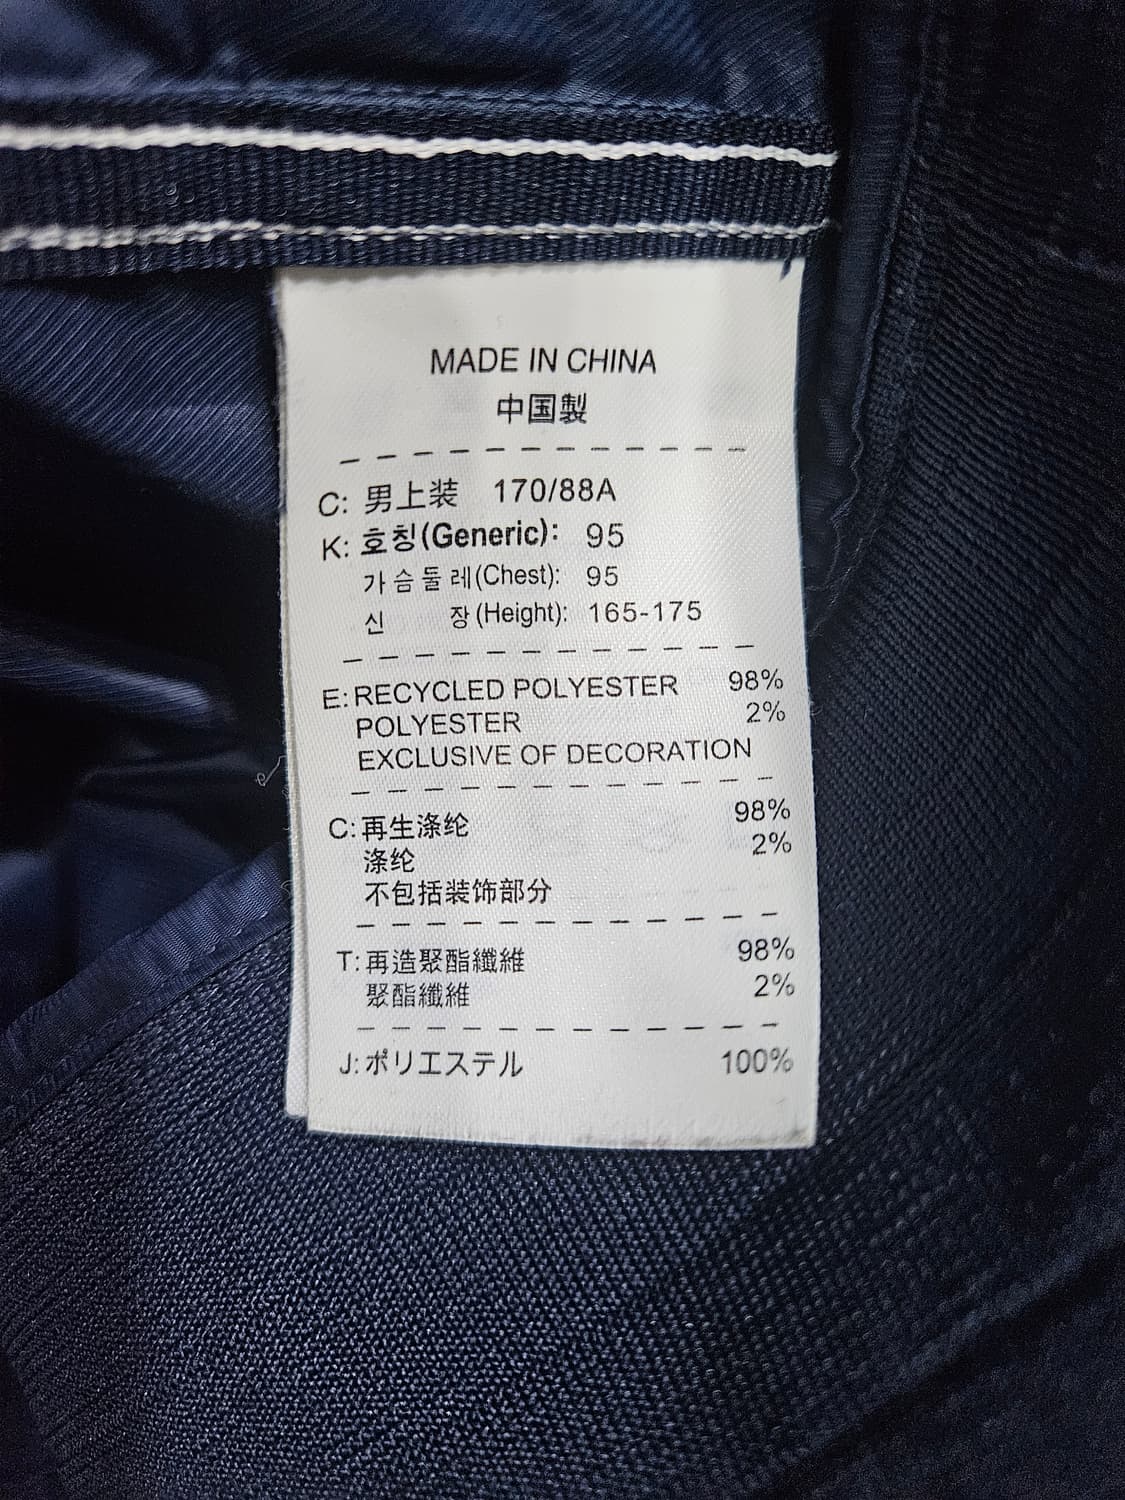 MADE IN CHINA
中国製
C: 男上装 170/88A
K: 호칭(Generic): 95
가슴둘레(Chest): 95
신 장(Height): 165-175
E: RECYCLED POLYESTER 98%
POLYESTER 2%
EXCLUSIVE OF DECORATION
C: 再生涤纶 98%
涤纶 2%
不包括装饰部分
T: 再造聚酯纖維 98%
聚酯纖維 2%
J: ポリエステル 100%